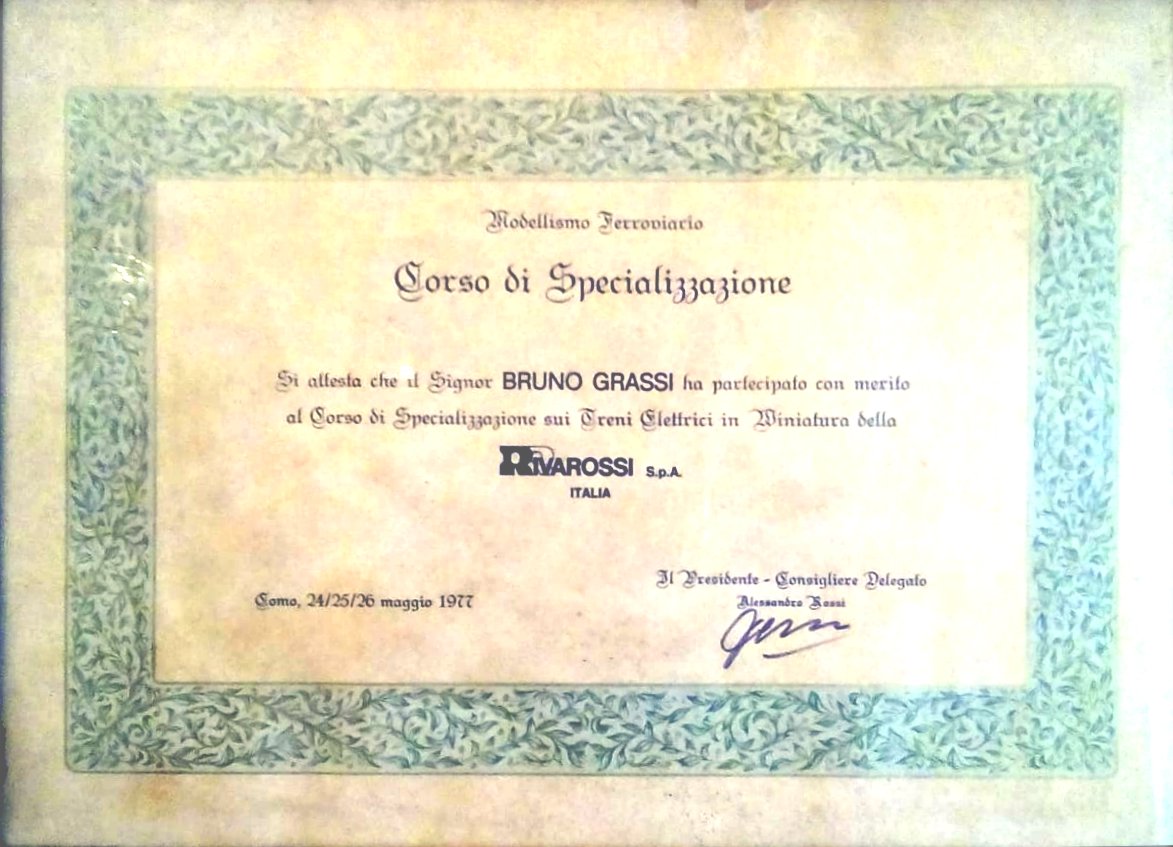 Modellismo Ferroviario
Corso di Specializzazione
Si attesta che il Signor BRUNO GRASSI ha partecipato con merito
al Corso di Specializzazione sui Treni Elettrici in Miniatura della
RIVAROSSI S.p.A.
ITALIA
Il Presidente - Consigliere Delegato
Alessandro Rossi
Como, 24/25/26 maggio 1977